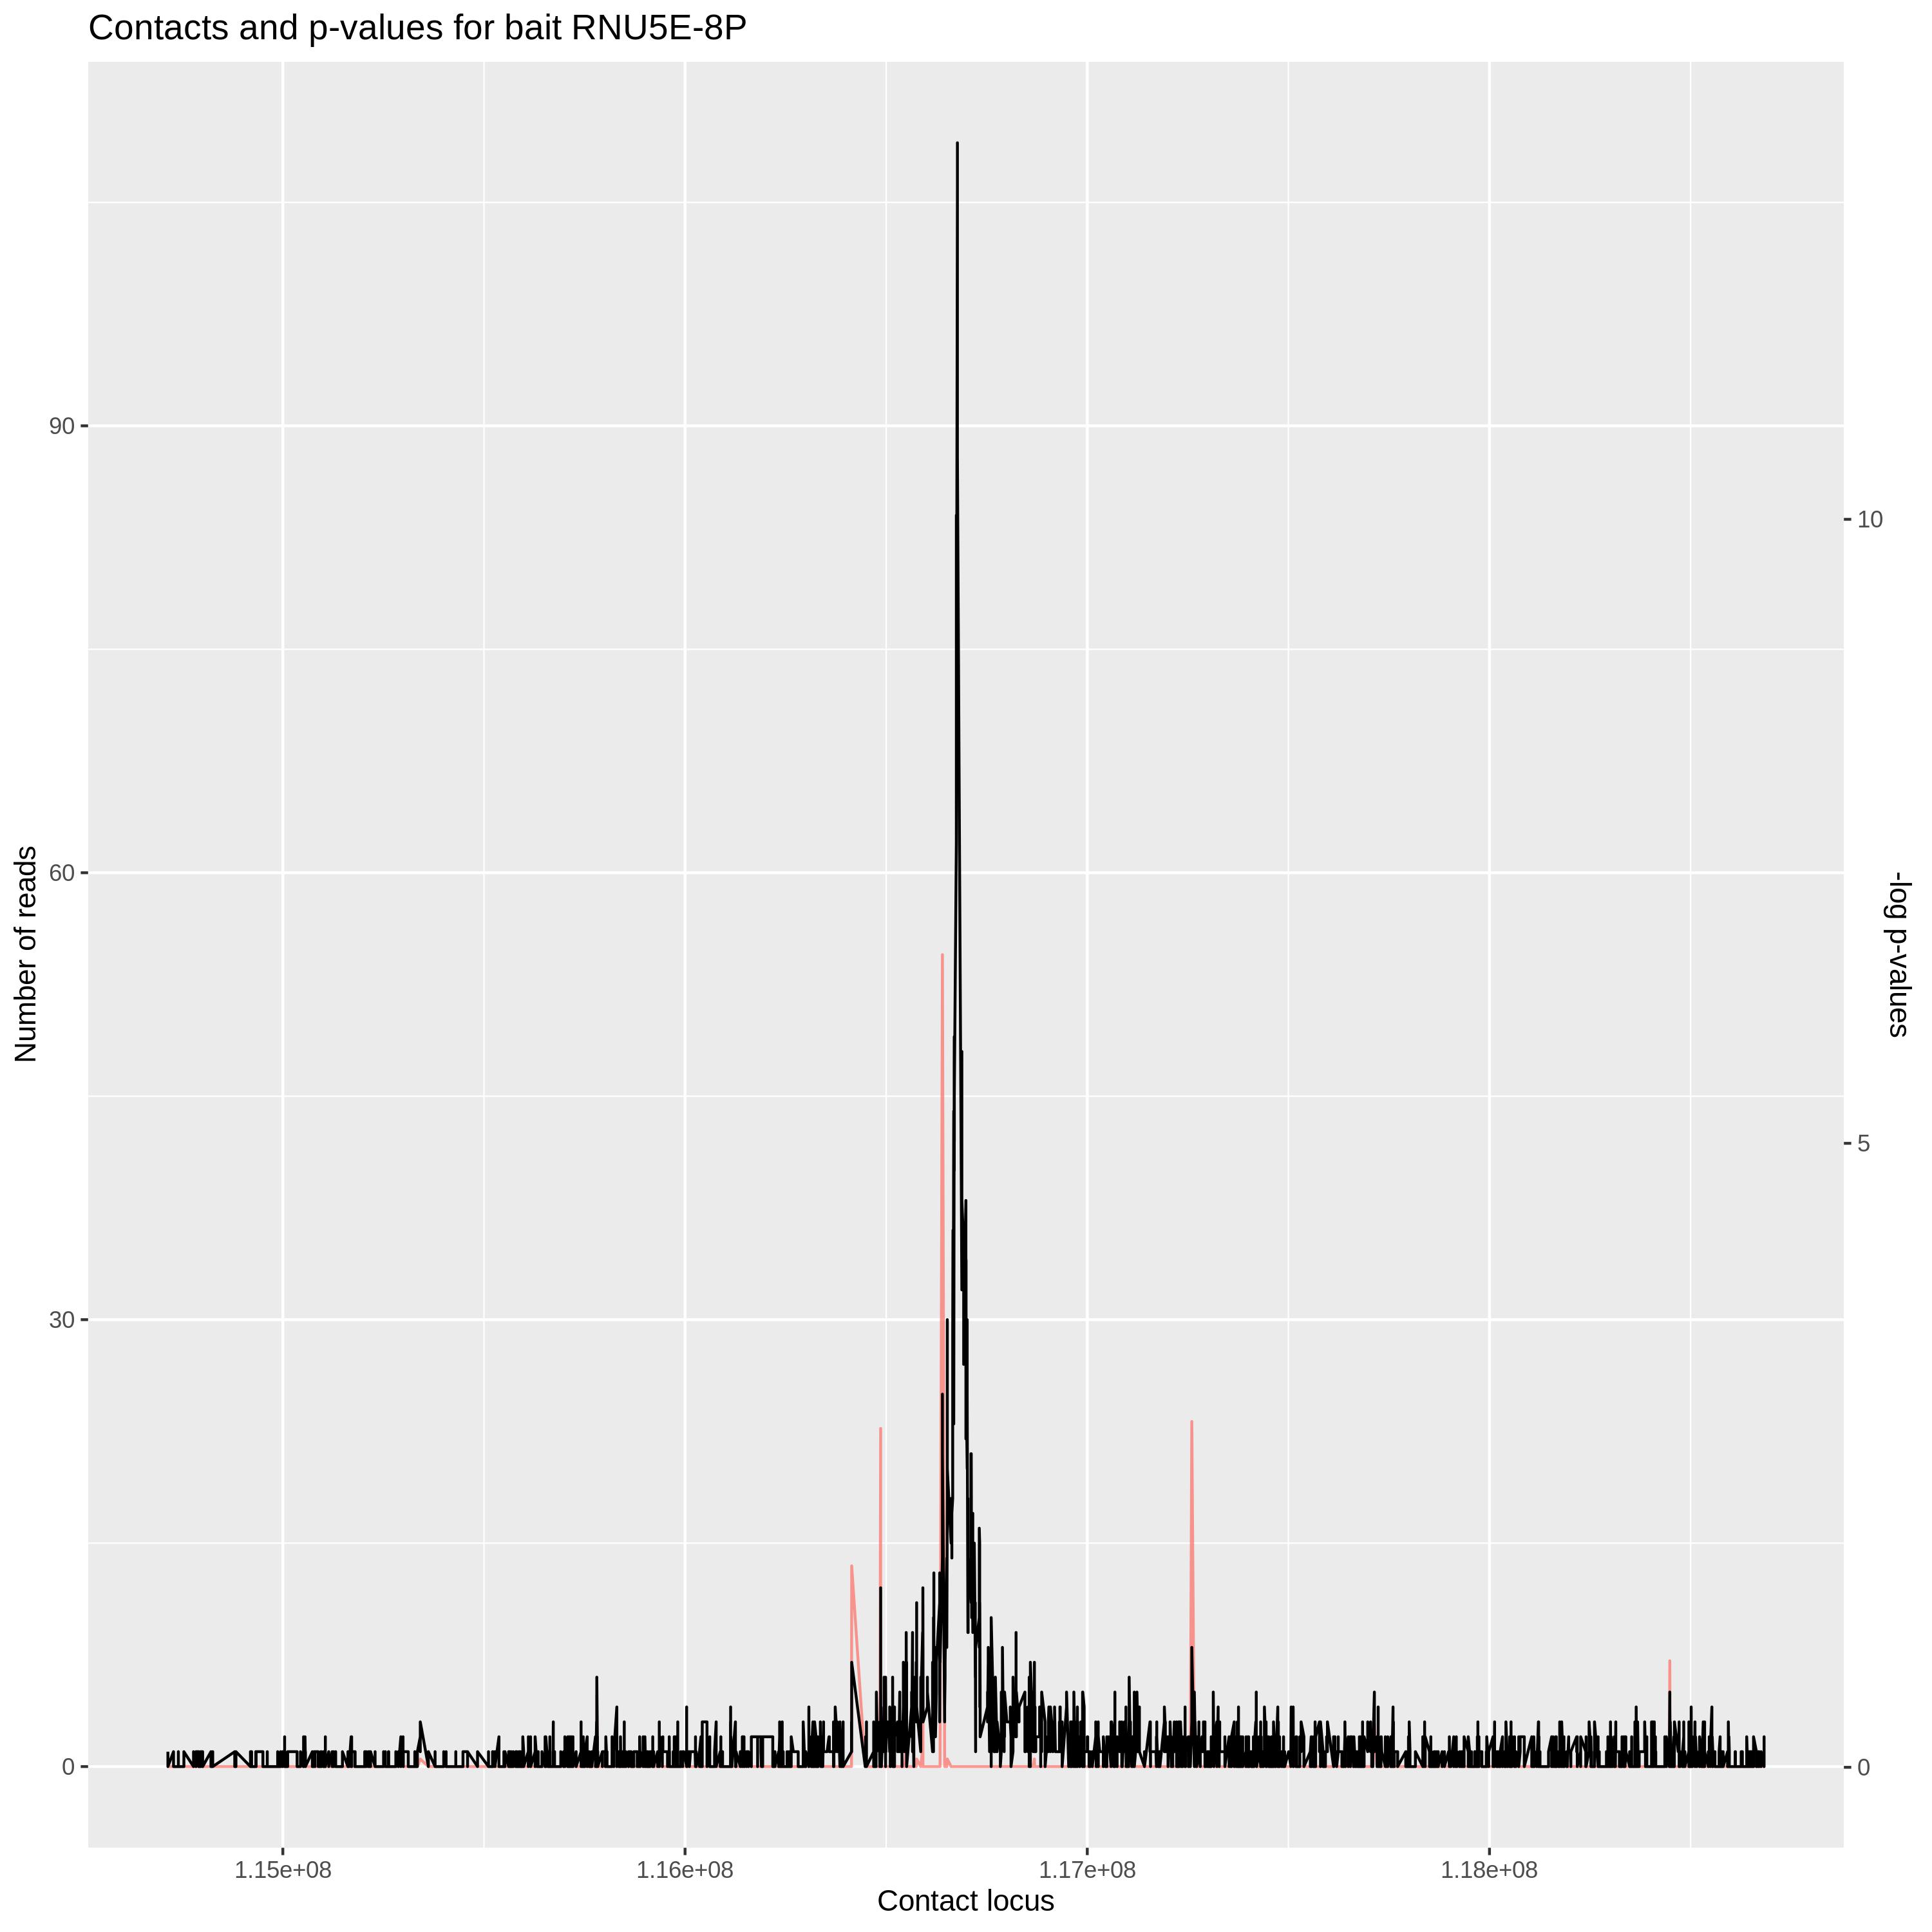 Contacts and p-values for bait RNU5E-8P
Number of reads
90
60
30
0
10
5
0
-log p-values
1.15e+08
1.16e+08
1.17e+08
1.18e+08
Contact locus